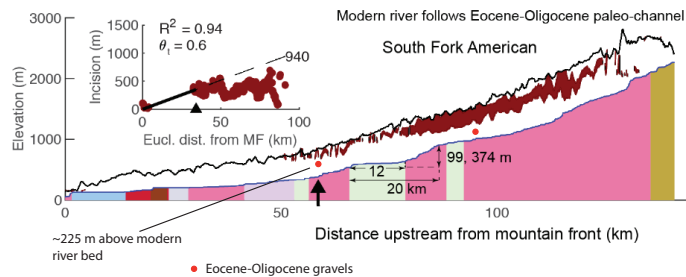 Modern river follows Eocene-Oligocene paleo-channel
South Fork American
3000
2000
1000
0
Elevation (m)
1500
1000
500
0
Incision (m)
R² = 0.94
θt = 0.6
940
0
50
100
Eucl. dist. from MF (km)
99, 374 m
12
20 km
0
50
100
Distance upstream from mountain front (km)
~225 m above modern
river bed
Eocene-Oligocene gravels